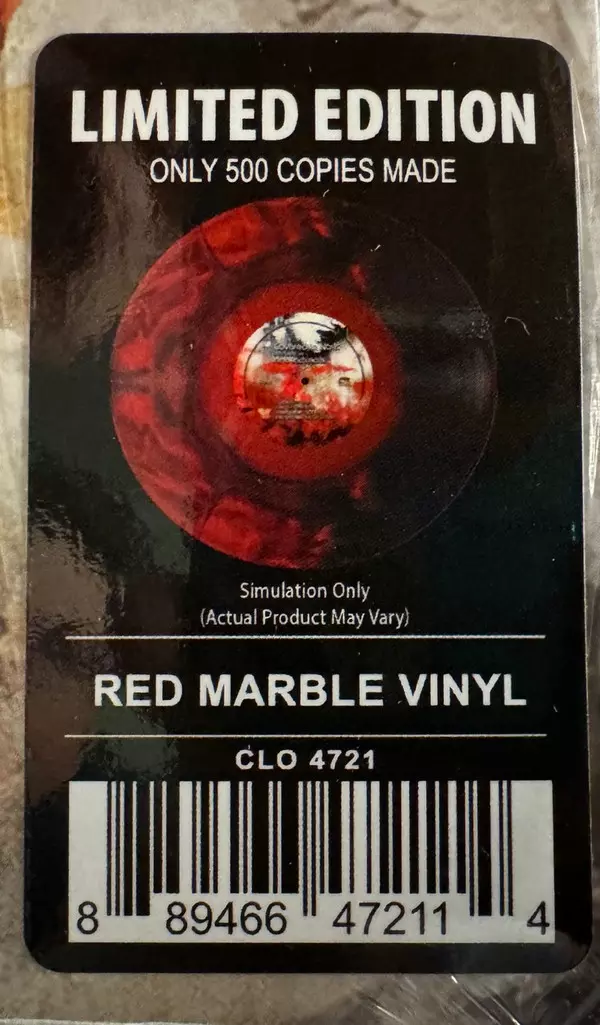 LIMITED EDITION
ONLY 500 COPIES MADE
Simulation Only
(Actual Product May Vary)
RED MARBLE VINYL
CLO 4721
8 89466 47211 4